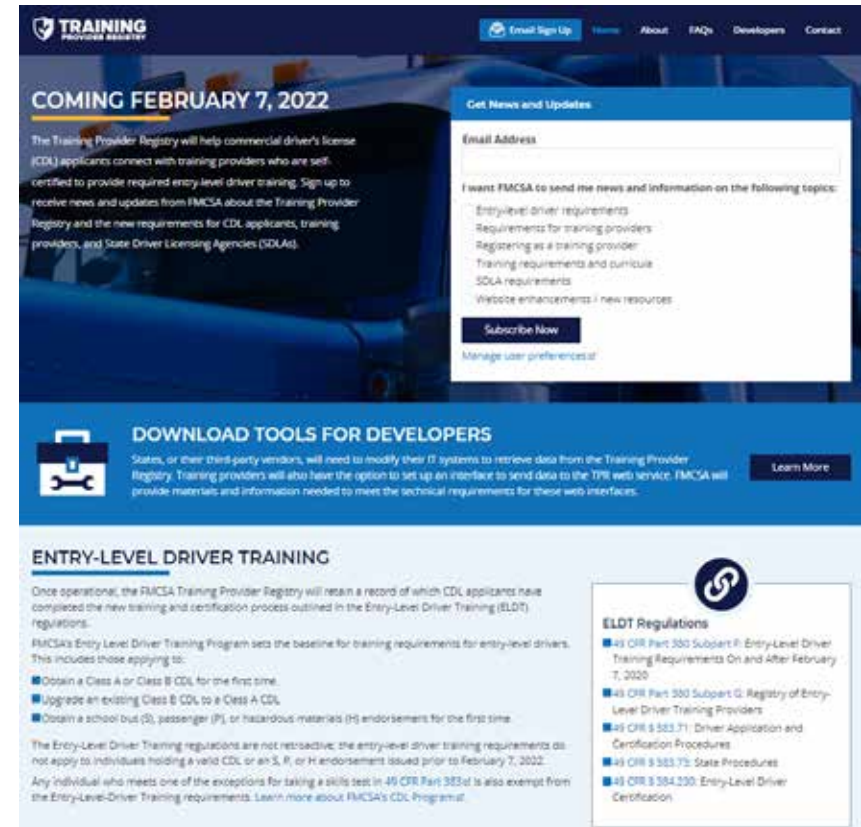 TRAINING
PROVIDER REGISTRY
Email Sign Up
Home
About
FAQs
Developers
Contact
COMING FEBRUARY 7, 2022
The Training Provider Registry will help commercial driver's license
(CDL) applicants connect with training providers who are self-
certified to provide required entry-level driver training. Sign up to
receive news and updates from FMCSA about the Training Provider
Registry and the new requirements for CDL applicants, training
providers, and State Driver Licensing Agencies (SDLAs).
Get News and Updates
Email Address
I want FMCSA to send me news and information on the following topics:
Entry-level driver requirements
Requirements for training providers
Registering as a training provider
Training requirements and curricula
SDLA requirements
Website enhancements / new resources
Subscribe Now
Manage user preferences
DOWNLOAD TOOLS FOR DEVELOPERS
States, or their third-party vendors, will need to modify their IT systems to retrieve data from the Training Provider
Registry. Training providers will also have the option to set up an interface to send data to the TPR web service. FMCSA will
provide materials and information needed to meet the technical requirements for these web interfaces.
Learn More
ENTRY-LEVEL DRIVER TRAINING
Once operational, the FMCSA Training Provider Registry will retain a record of which CDL applicants have
completed the new training and certification process outlined in the Entry-Level Driver Training (ELDT)
regulations.
FMCSA's Entry Level Driver Training Program sets the baseline for training requirements for entry-level drivers.
This includes those applying to:
Obtain a Class A or Class B CDL for the first time.
Upgrade an existing Class B CDL to a Class A CDL
Obtain a school bus (S), passenger (P), or hazardous materials (H) endorsement for the first time
The Entry-Level Driver Training regulations are not retroactive; the entry-level driver training requirements do
not apply to individuals holding a valid CDL or an S, P, or H endorsement issued prior to February 7, 2022.
Any individual who meets one of the exceptions for taking a skills test in 49 CFR Part 383 is also exempt from
the Entry-Level-Driver Training requirements. Learn more about FMCSA's CDL Program.
ELDT Regulations
49 CFR Part 380 Subpart F: Entry-Level Driver
Training Requirements On and After February
7, 2020
49 CFR Part 380 Subpart G: Registry of Entry-
Level Driver Training Providers
49 CFR § 383.71: Driver Application and
Certification Procedures
49 CFR § 383.73: State Procedures
49 CFR § 384.230: Entry-Level Driver
Certification